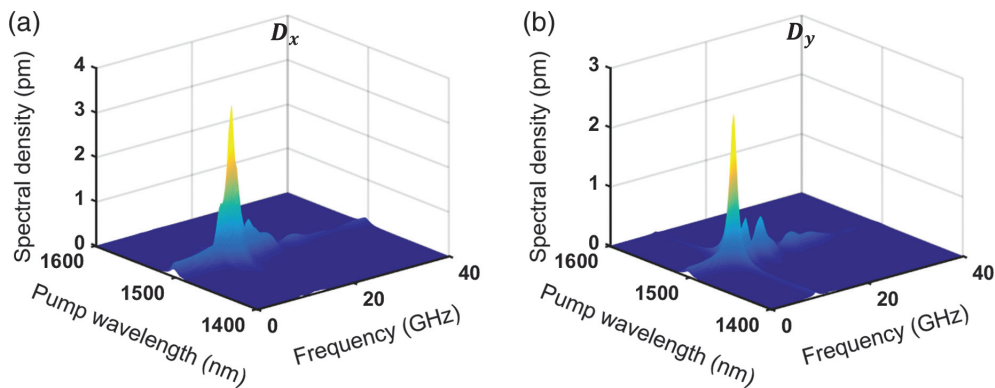 (a)
D_x
Spectral density (pm)
4
3
2
1
0
1600
1500
1400
Pump wavelength (nm)
0
20
40
Frequency (GHz)
(b)
D_y
Spectral density (pm)
3
2
1
0
1600
1500
1400
Pump wavelength (nm)
0
20
40
Frequency (GHz)